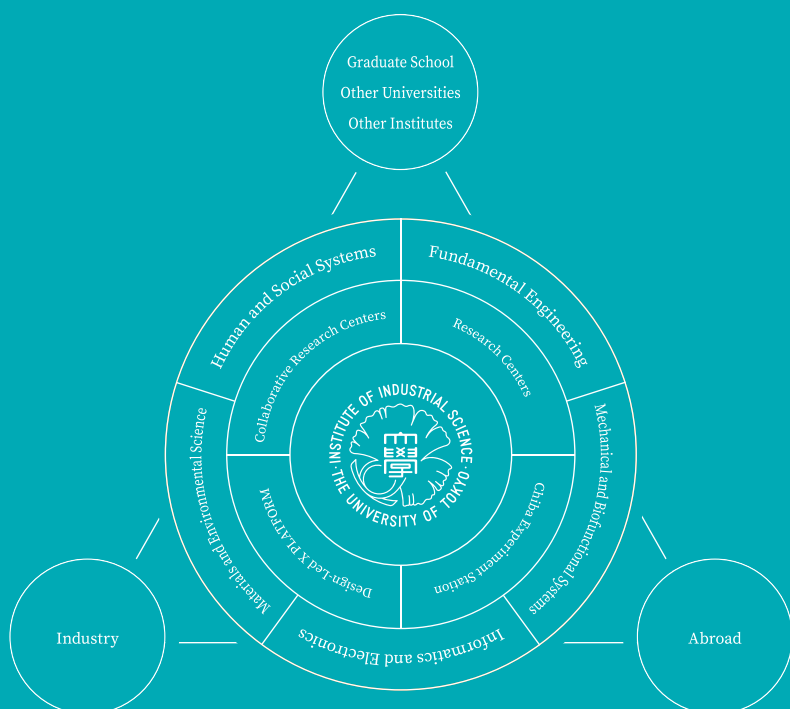 Graduate School
Other Universities
Other Institutes
Human and Social Systems
Fundamental Engineering
Collaborative Research Centers
Research Centers
INSTITUTE OF INDUSTRIAL SCIENCE
大學
THE UNIVERSITY OF TOKYO
Materials and Environmental Science
Mechanical and Biofunctional Systems
Design-Led X PLATFORM
Chiba Experiment Station
Informatics and Electronics
Industry
Abroad